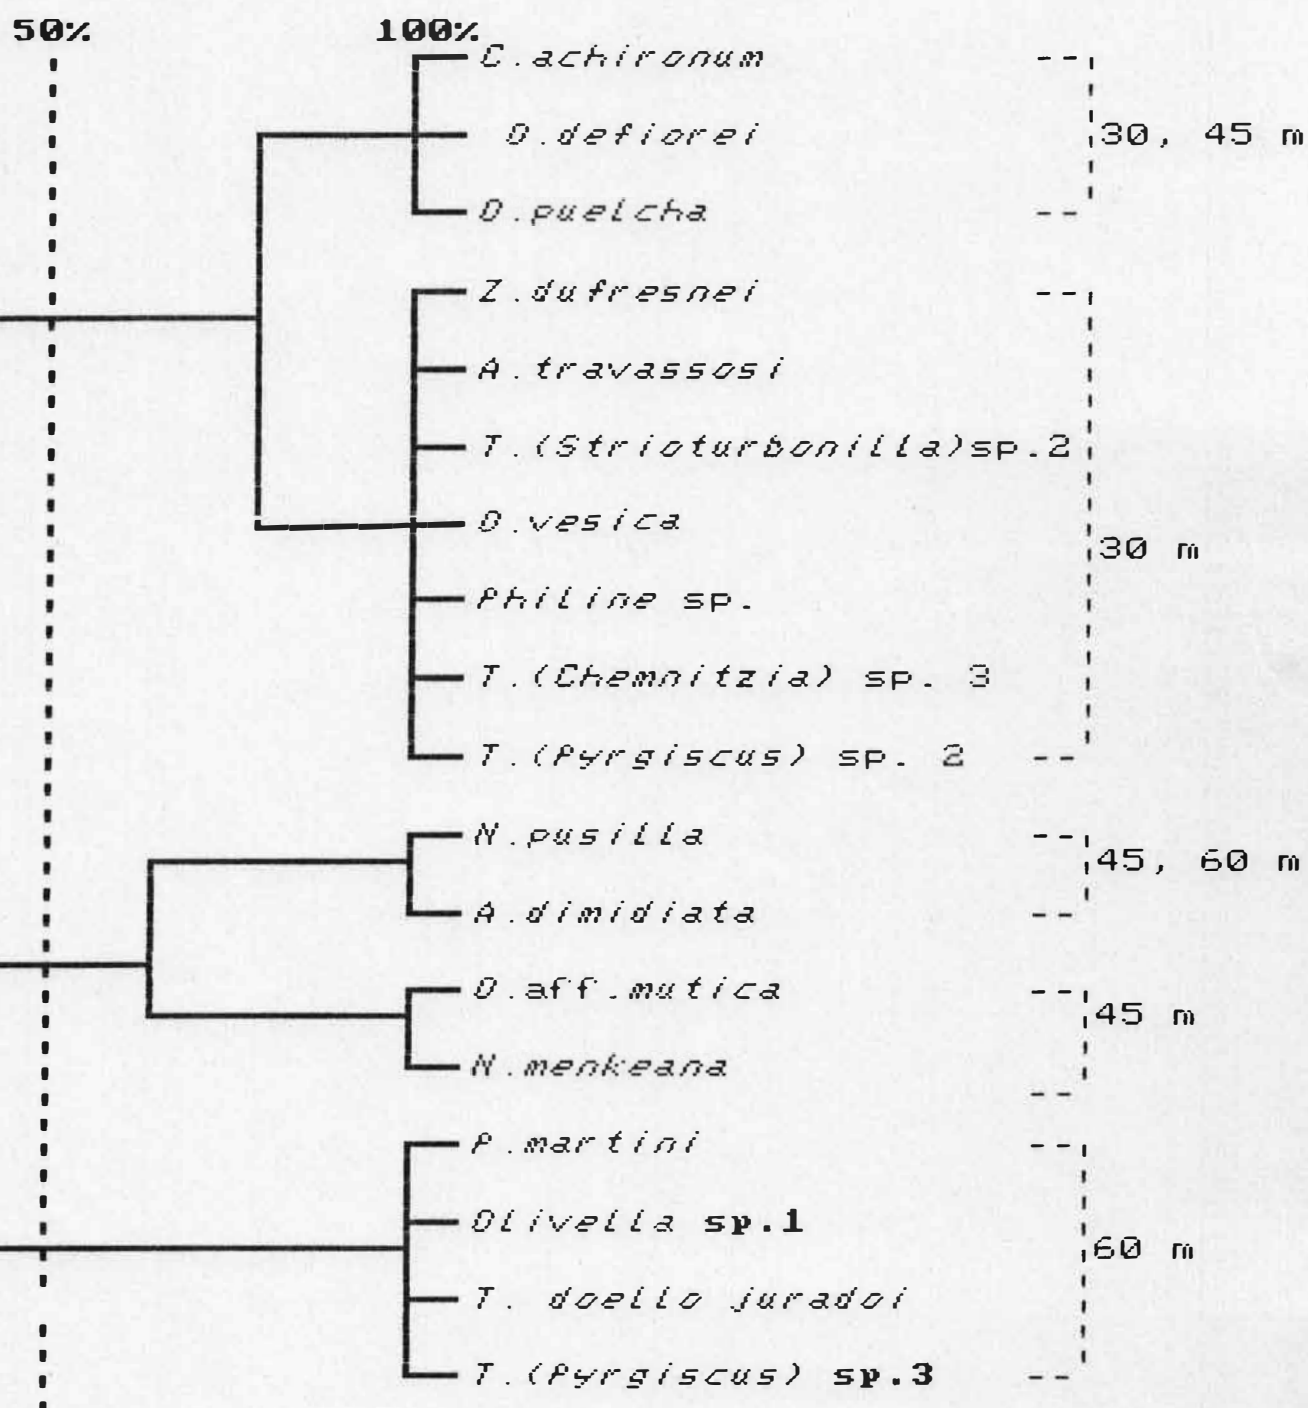 50% 100%
C.achironum
O.defiorei
30, 45 m
O.puelcha
Z.dufresnei
A.travassosi
T.(Strioturbonilla)sp.2
O.vesica
30 m
Philine sp.
T.(Chemnitzia) sp. 3
T.(Pyrgiscus) sp. 2
N.pusilla
45, 60 m
A.dimidiata
O.aff.mutica
45 m
N.menkeana
P.martini
Olivella sp.1
60 m
T. doello juradoi
T.(Pyrgiscus) sp.3